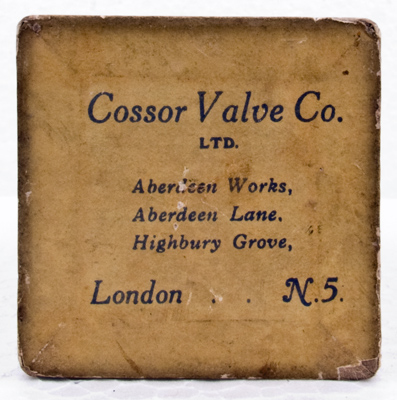 Cossor Valve Co.
LTD.
Aberdeen Works,
Aberdeen Lane.
Highbury Grove,
London . . N.5.